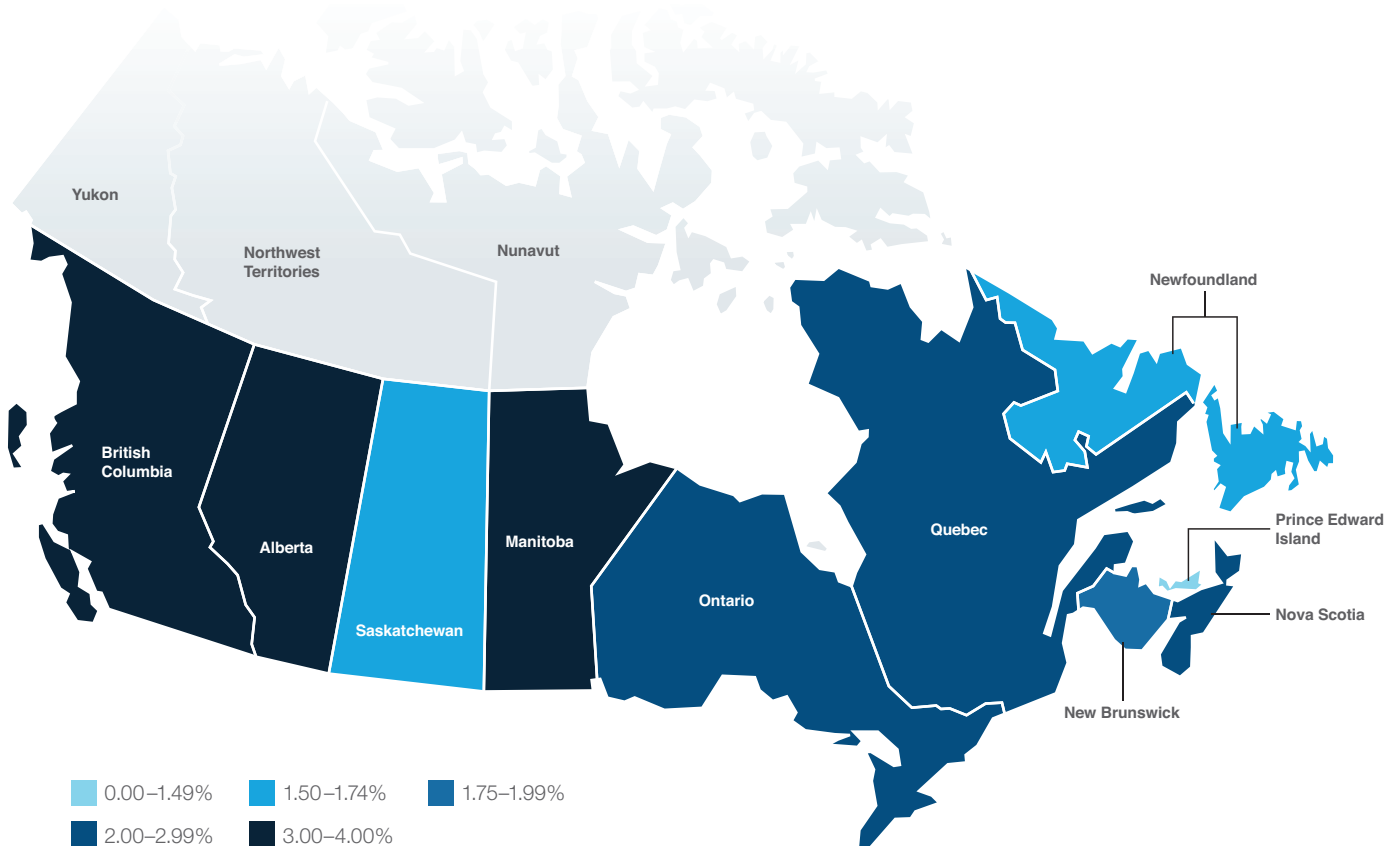 Yukon
Northwest
Territories
Nunavut
Newfoundland
British
Columbia
Alberta
Saskatchewan
Manitoba
Ontario
Quebec
Prince Edward
Island
Nova Scotia
New Brunswick
0.00–1.49%
1.50–1.74%
1.75–1.99%
2.00–2.99%
3.00–4.00%